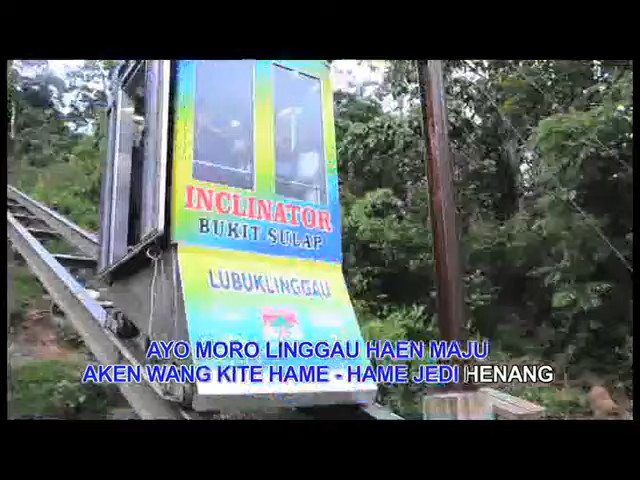 INCLINATOR
BUKIT SULAP
LUBUKLINGGAU
AYO MORO LINGGAU HAEN MAJU
AKEN WANG KITE HAME - HAME JEDI HENANG